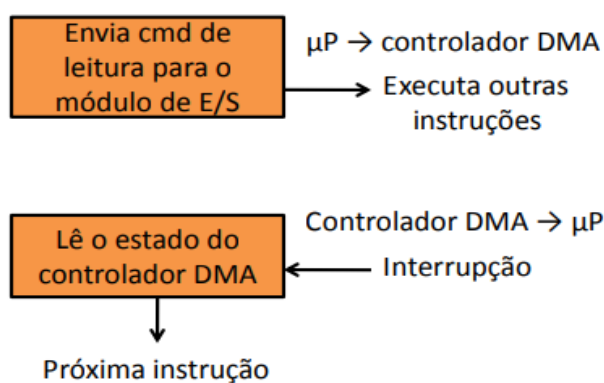 Envia cmd de
leitura para o
módulo de E/S
μP → controlador DMA
Executa outras
instruções
Lê o estado do
controlador DMA
Controlador DMA → μP
Interrupção
Próxima instrução